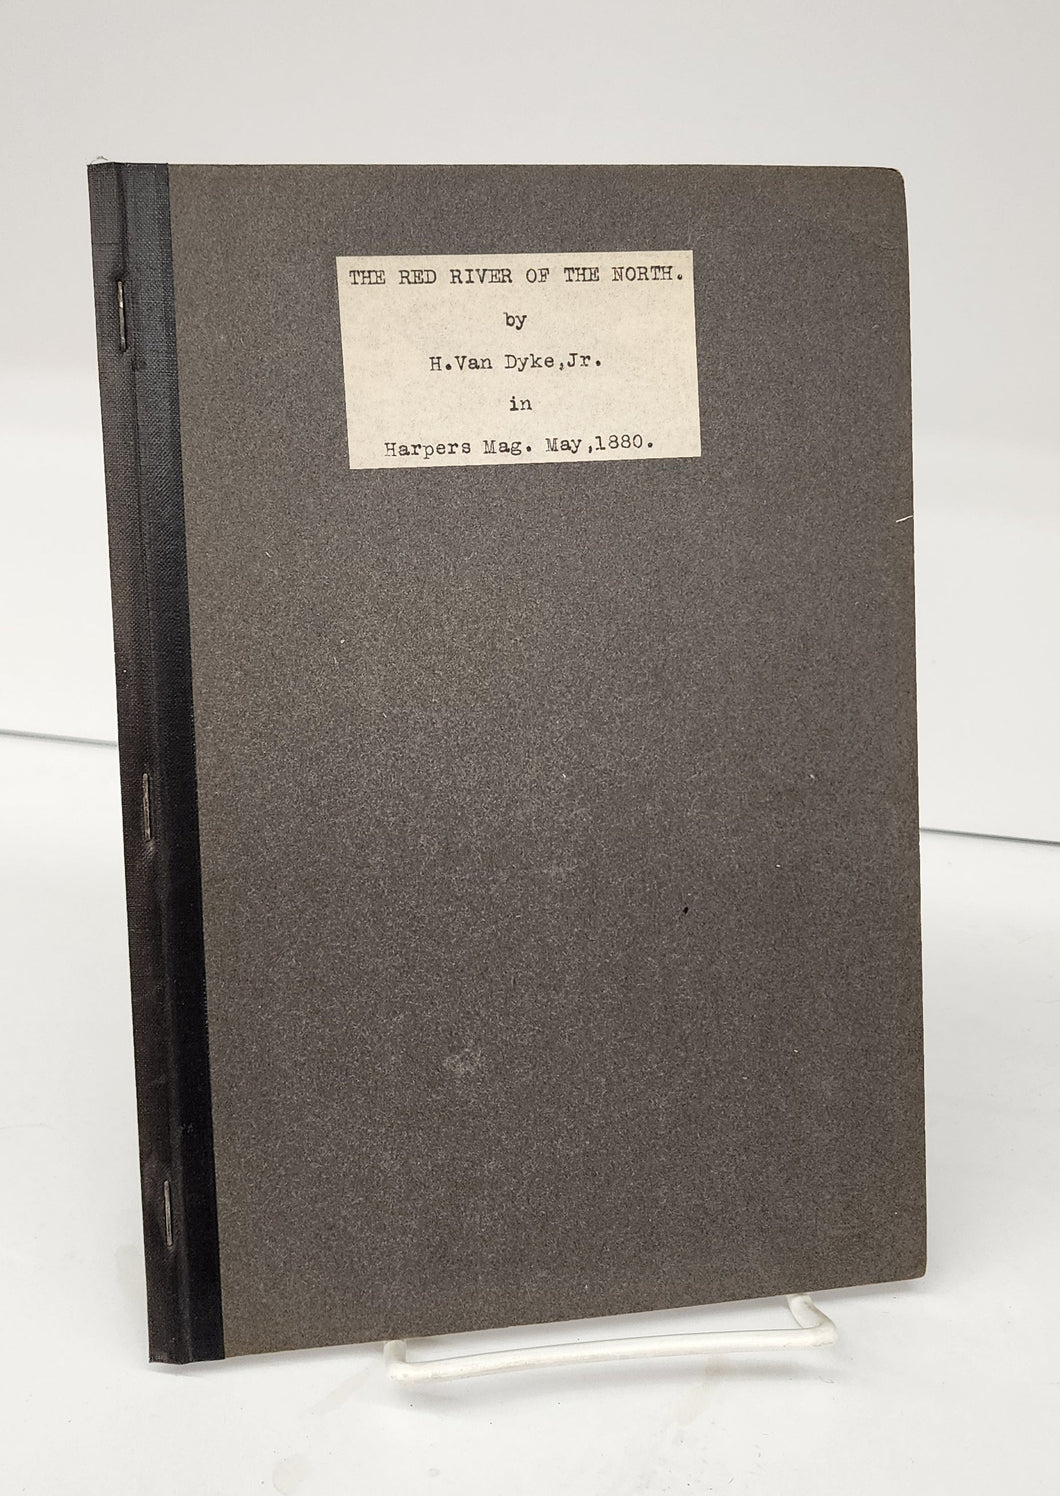 THE RED RIVER OF THE NORTH.
by
H.Van Dyke,Jr.
in
Harpers Mag. May,1880.